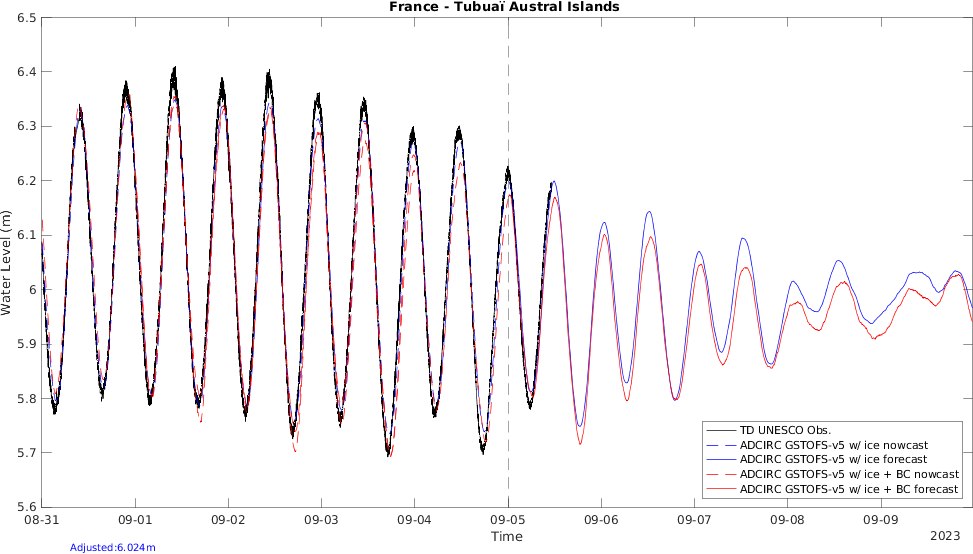 France - Tubuaï Austral Islands
6.5
6.4
6.3
6.2
6.1
6
5.9
5.8
5.7
5.6
Water Level (m)
TD UNESCO Obs.
ADCIRC GSTOFS-v5 w/ ice nowcast
ADCIRC GSTOFS-v5 w/ ice forecast
ADCIRC GSTOFS-v5 w/ ice + BC nowcast
ADCIRC GSTOFS-v5 w/ ice + BC forecast
08-31 09-01 09-02 09-03 09-04 09-05 09-06 09-07 09-08 09-09
Time
2023
Adjusted:6.024m